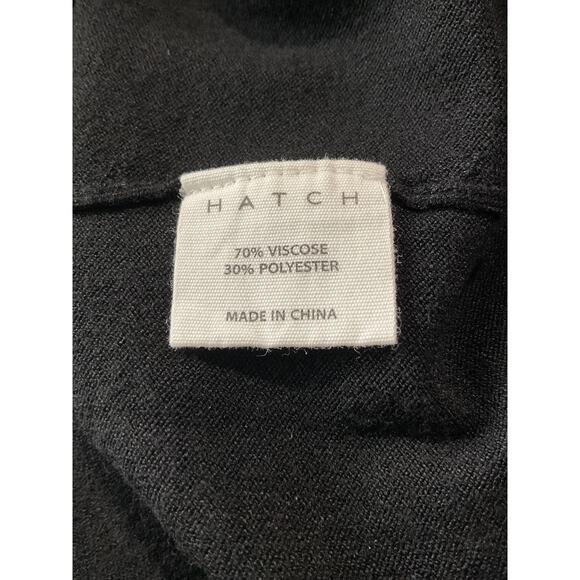 HATCH
70% VISCOSE
30% POLYESTER
MADE IN CHINA